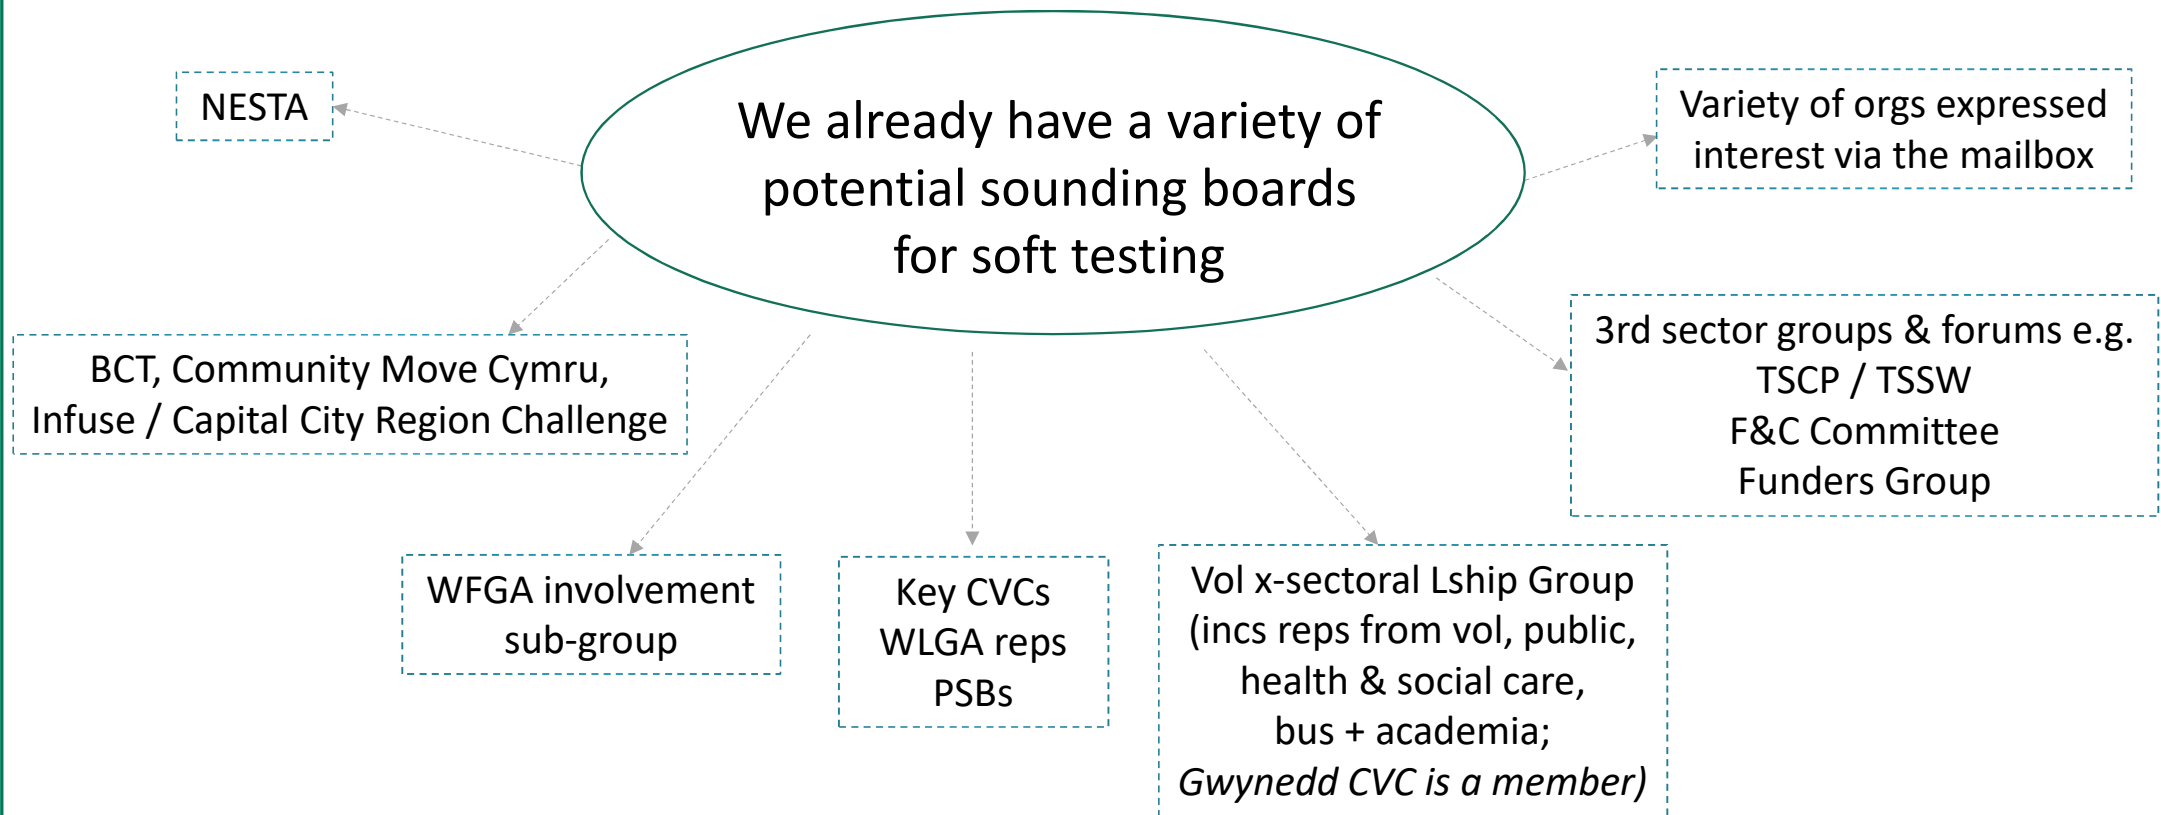 We already have a variety of
potential sounding boards
for soft testing
NESTA
Variety of orgs expressed
interest via the mailbox
BCT, Community Move Cymru,
Infuse / Capital City Region Challenge
3rd sector groups & forums e.g.
TSCP / TSSW
F&C Committee
Funders Group
WFGA involvement
sub-group
Key CVCs
WLGA reps
PSBs
Vol x-sectoral Lship Group
(incs reps from vol, public,
health & social care,
bus + academia;
Gwynedd CVC is a member)